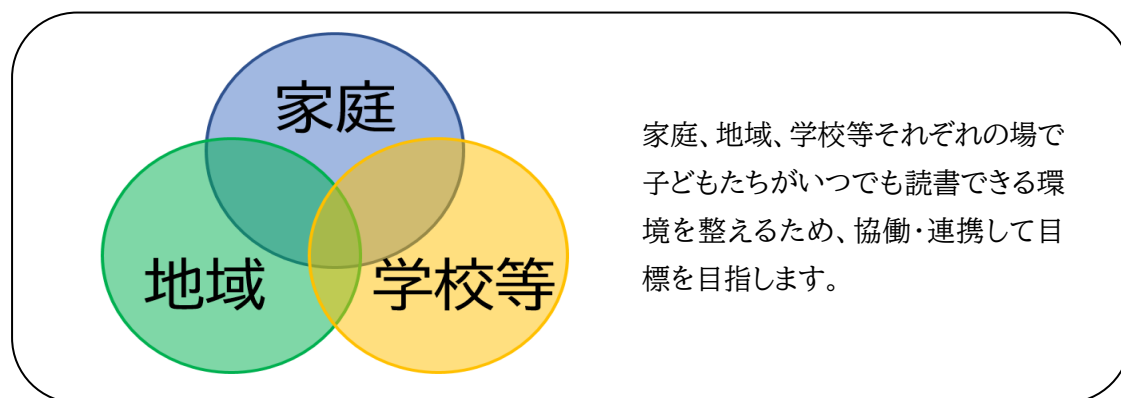 家庭
地域
学校等
家庭、地域、学校等それぞれの場で
子どもたちがいつでも読書できる環
境を整えるため、協働・連携して目
標を目指します。